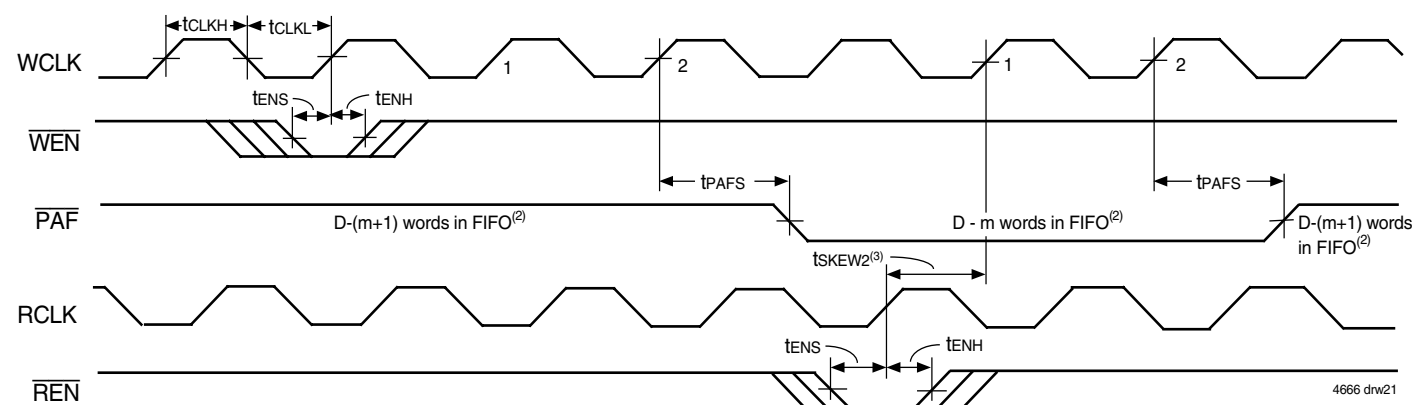 tCLKH tCLKL
WCLK 1 2 1 2
tENS tENH
WEN
tPAFS tPAFS
PAF D-(m+1) words in FIFO(2) D - m words in FIFO(2) D-(m+1) words
in FIFO(2)
tSKEW2(3)
RCLK
tENS tENH
REN 4666 drw21